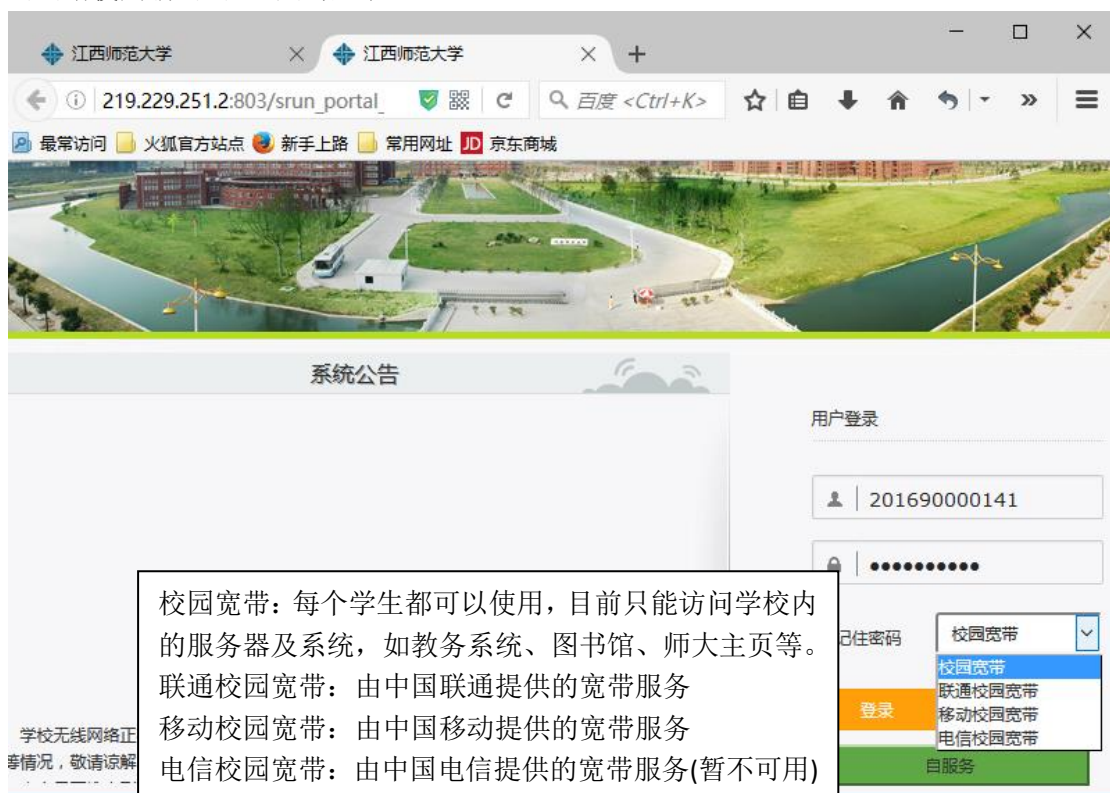 江西师范大学
江西师范大学
219.229.251.2:803/srun_portal_
百度 <Ctrl+K>
最常访问
火狐官方站点
新手上路
常用网址
JD 京东商城
系统公告
用户登录
201690000141
记住密码
校园宽带
校园宽带
联通校园宽带
移动校园宽带
电信校园宽带
登录
自服务
校园宽带：每个学生都可以使用，目前只能访问学校内
的服务器及系统，如教务系统、图书馆、师大主页等。
联通校园宽带：由中国联通提供的宽带服务
移动校园宽带：由中国移动提供的宽带服务
电信校园宽带：由中国电信提供的宽带服务(暂不可用)
学校无线网络正
等情况，敬请谅解